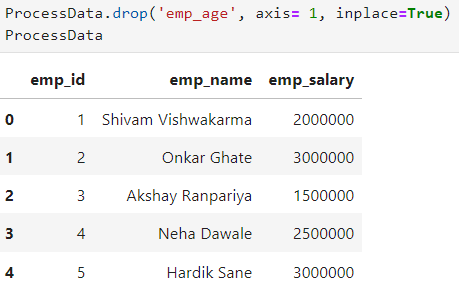 ProcessData.drop('emp_age', axis= 1, inplace=True)
ProcessData
emp_id emp_name emp_salary
0 1 Shivam Vishwakarma 2000000
1 2 Onkar Ghate 3000000
2 3 Akshay Ranpariya 1500000
3 4 Neha Dawale 2500000
4 5 Hardik Sane 3000000